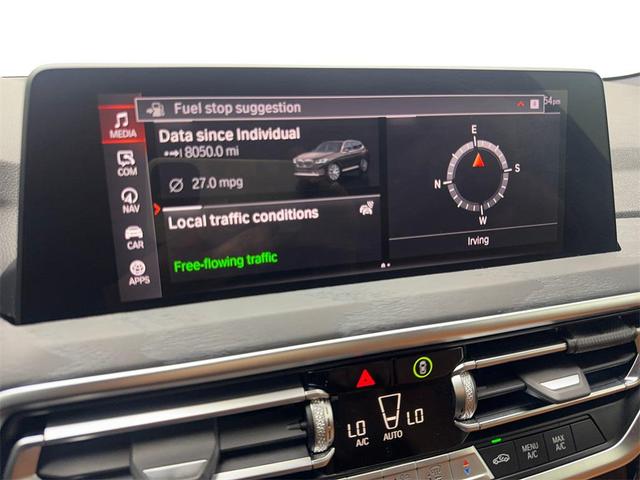 Fuel stop suggestion
54pm
MEDIA
COM
NAV
CAR
APPS
Data since Individual
8050.0 mi
27.0 mpg
Local traffic conditions
Free-flowing traffic
E
N
S
W
Irving
LO
A/C
AUTO
LO
MENU
A/C
MAX
A/C